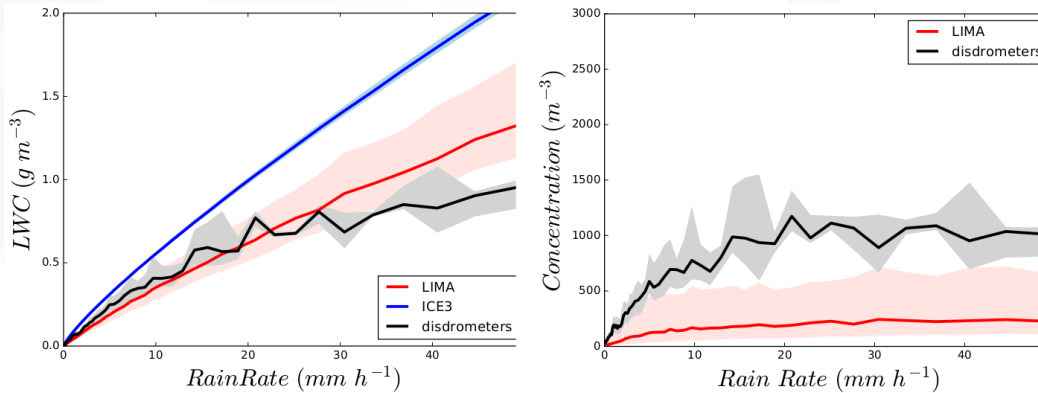 2.0
1.5
1.0
0.5
0.0
LWC (g m⁻³)
LIMA
ICE3
disdrometers
0 10 20 30 40
RainRate (mm h⁻¹)
3000
2500
2000
1500
1000
500
0
Concentration (m⁻³)
LIMA
disdrometers
0 10 20 30 40
Rain Rate (mm h⁻¹)